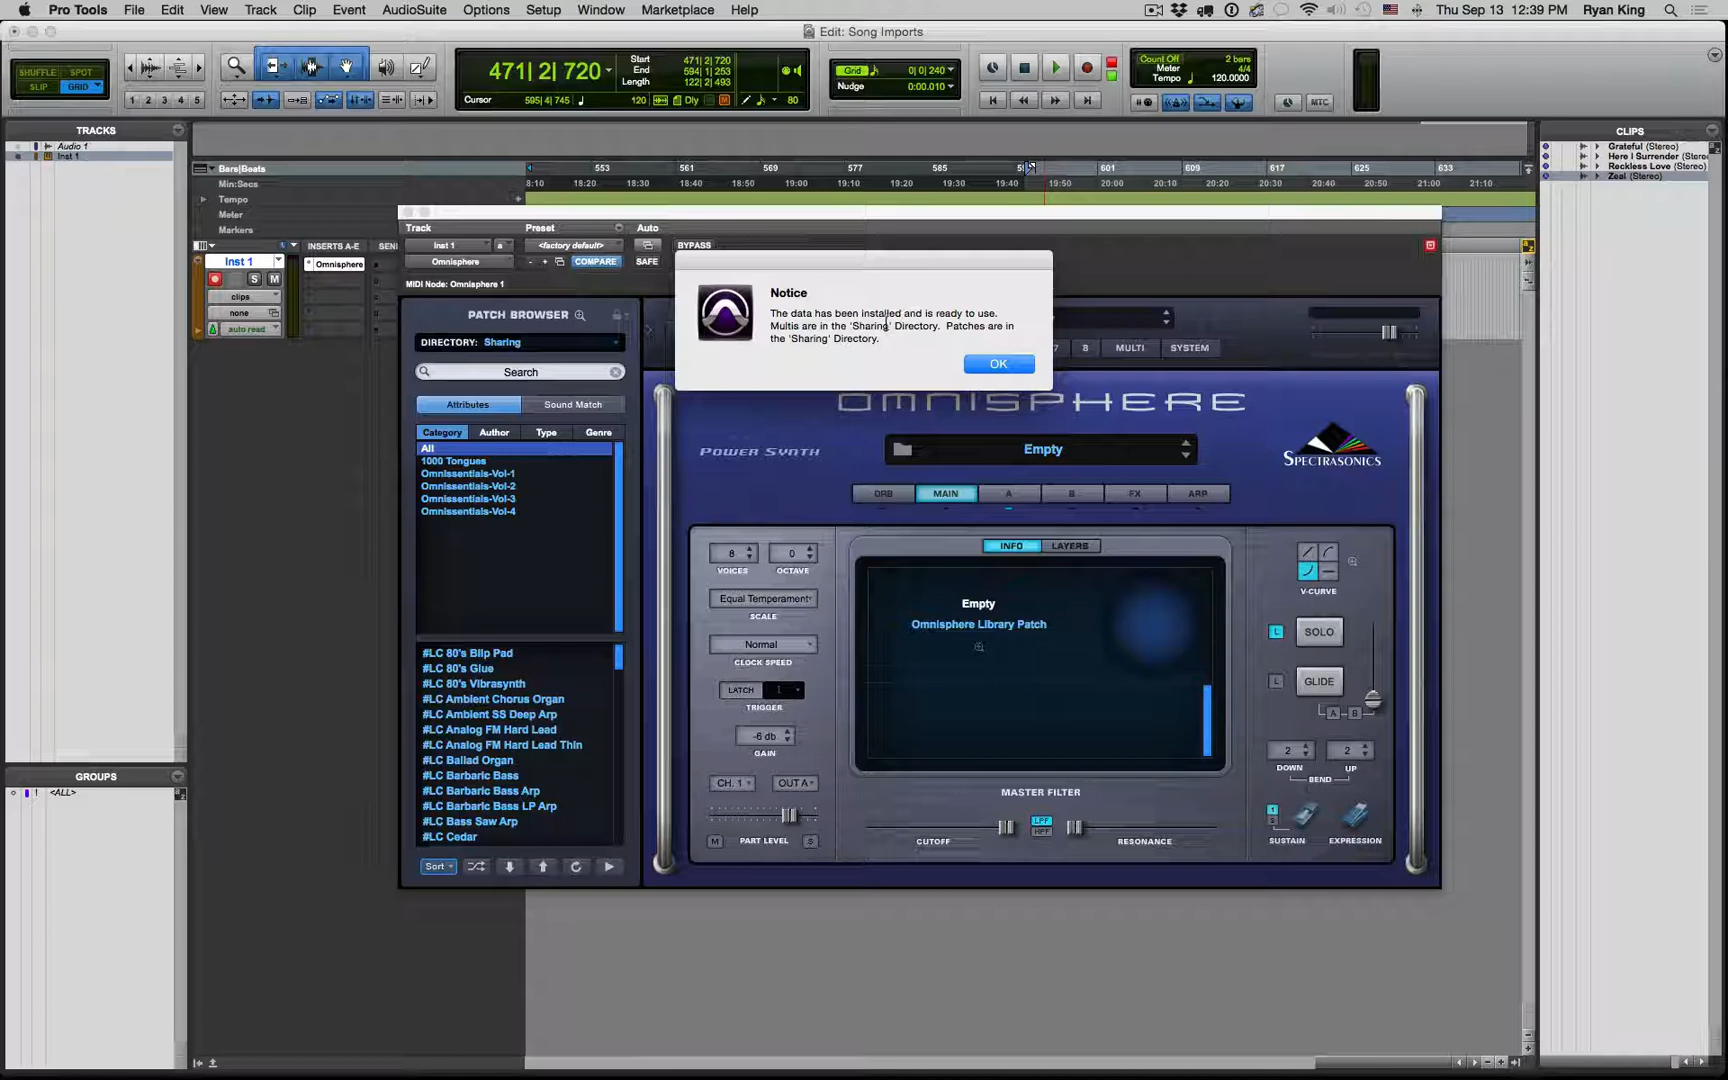 Pro Tools File Edit View Track Clip Event AudioSuite Options Setup Window Marketplace Help Thu Sep 13 12:39 PM Ryan King
Edit: Song Imports
SHUFFLE SPOT
SLIP GRID
1 2 3 4 5
471| 2| 720
Start 471| 2| 720
End 594| 1| 253
Length 122| 2| 493
Cursor 595| 4| 745 120 Dly M 80
Grid 0| 0| 240
Nudge 0:00.010
Count Off 2 bars
Meter 4/4
Tempo 120.0000
MTC
TRACKS
Audio 1
Inst 1
CLIPS
Grateful (Stereo)
Here I Surrender (Stereo
Reckless Love (Stereo)
Zeal (Stereo)
Bars|Beats 553 561 569 577 585 601 609 617 625 633
Min:Secs 18:10 18:20 18:30 18:40 18:50 19:00 19:10 19:20 19:30 19:40 19:50 20:00 20:10 20:20 20:30 20:40 20:50 21:00 21:10
Tempo
Meter
Markers
INSERTS A-E
Inst 1
Omnisphere
S M
clips
none
auto read
Track Preset Auto
Inst 1 a <factory default> BYPASS
Omnisphere - + COMPARE SAFE
MIDI Node: Omnisphere 1
Notice
The data has been installed and is ready to use.
Multis are in the 'Sharing' Directory. Patches are in
the 'Sharing' Directory.
OK
PATCH BROWSER
DIRECTORY: Sharing
Search
Attributes Sound Match
Category Author Type Genre
All
1000 Tongues
Omnissentials-Vol-1
Omnissentials-Vol-2
Omnissentials-Vol-3
Omnissentials-Vol-4
#LC 80's Blip Pad
#LC 80's Glue
#LC 80's Vibrasynth
#LC Ambient Chorus Organ
#LC Ambient SS Deep Arp
#LC Analog FM Hard Lead
#LC Analog FM Hard Lead Thin
#LC Ballad Organ
#LC Barbaric Bass
#LC Barbaric Bass Arp
#LC Barbaric Bass LP Arp
#LC Bass Saw Arp
#LC Cedar
Sort
7 8 MULTI SYSTEM
OMNISPHERE
POWER SYNTH
Empty
SPECTRASONICS
ORB MAIN A B FX ARP
INFO LAYERS
8 0
VOICES OCTAVE
Equal Temperament
SCALE
Normal
CLOCK SPEED
LATCH 1
TRIGGER
-6 db
GAIN
CH. 1 OUT A
M PART LEVEL S
Empty
Omnisphere Library Patch
MASTER FILTER
LPF
HPF
CUTOFF RESONANCE
V-CURVE
L SOLO
L GLIDE
A B
2 2
DOWN UP
BEND
SUSTAIN EXPRESSION
GROUPS
! <ALL>